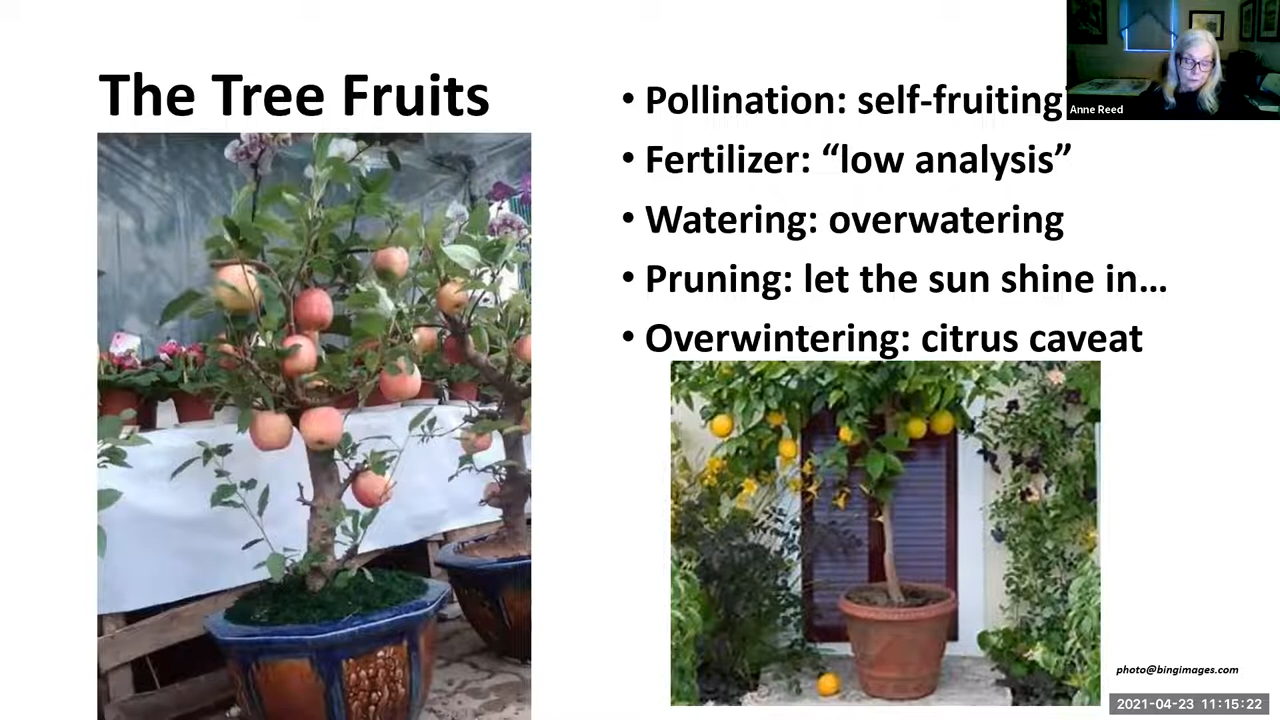 The Tree Fruits
• Pollination: self-fruiting
• Fertilizer: “low analysis”
• Watering: overwatering
• Pruning: let the sun shine in…
• Overwintering: citrus caveat
Anne Reed
photo@bingimages.com
2021-04-23 11:15:22